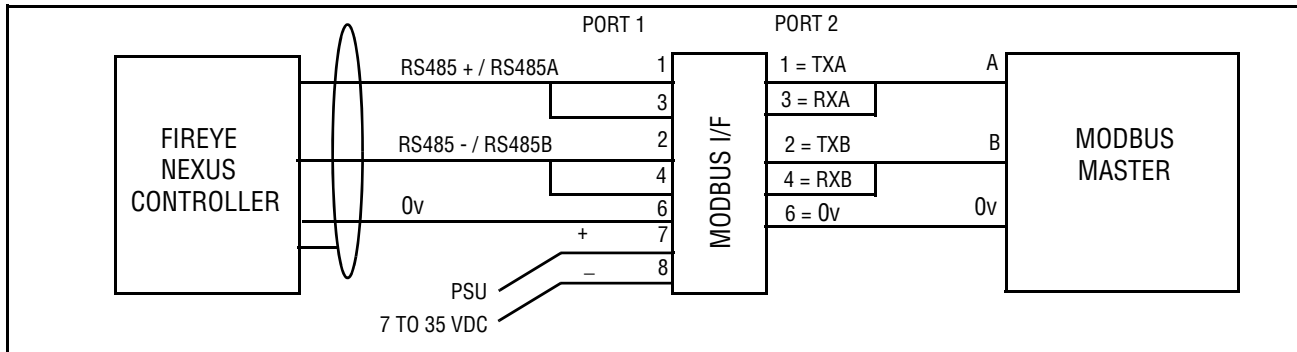 PORT 1
PORT 2
RS485 + / RS485A
1
1 = TXA
A
3
3 = RXA
FIREYE
NEXUS
CONTROLLER
RS485 - / RS485B
2
2 = TXB
B
4
4 = RXB
MODBUS I/F
MODBUS
MASTER
0v
6
6 = 0v
0v
+
7
–
8
PSU
7 TO 35 VDC